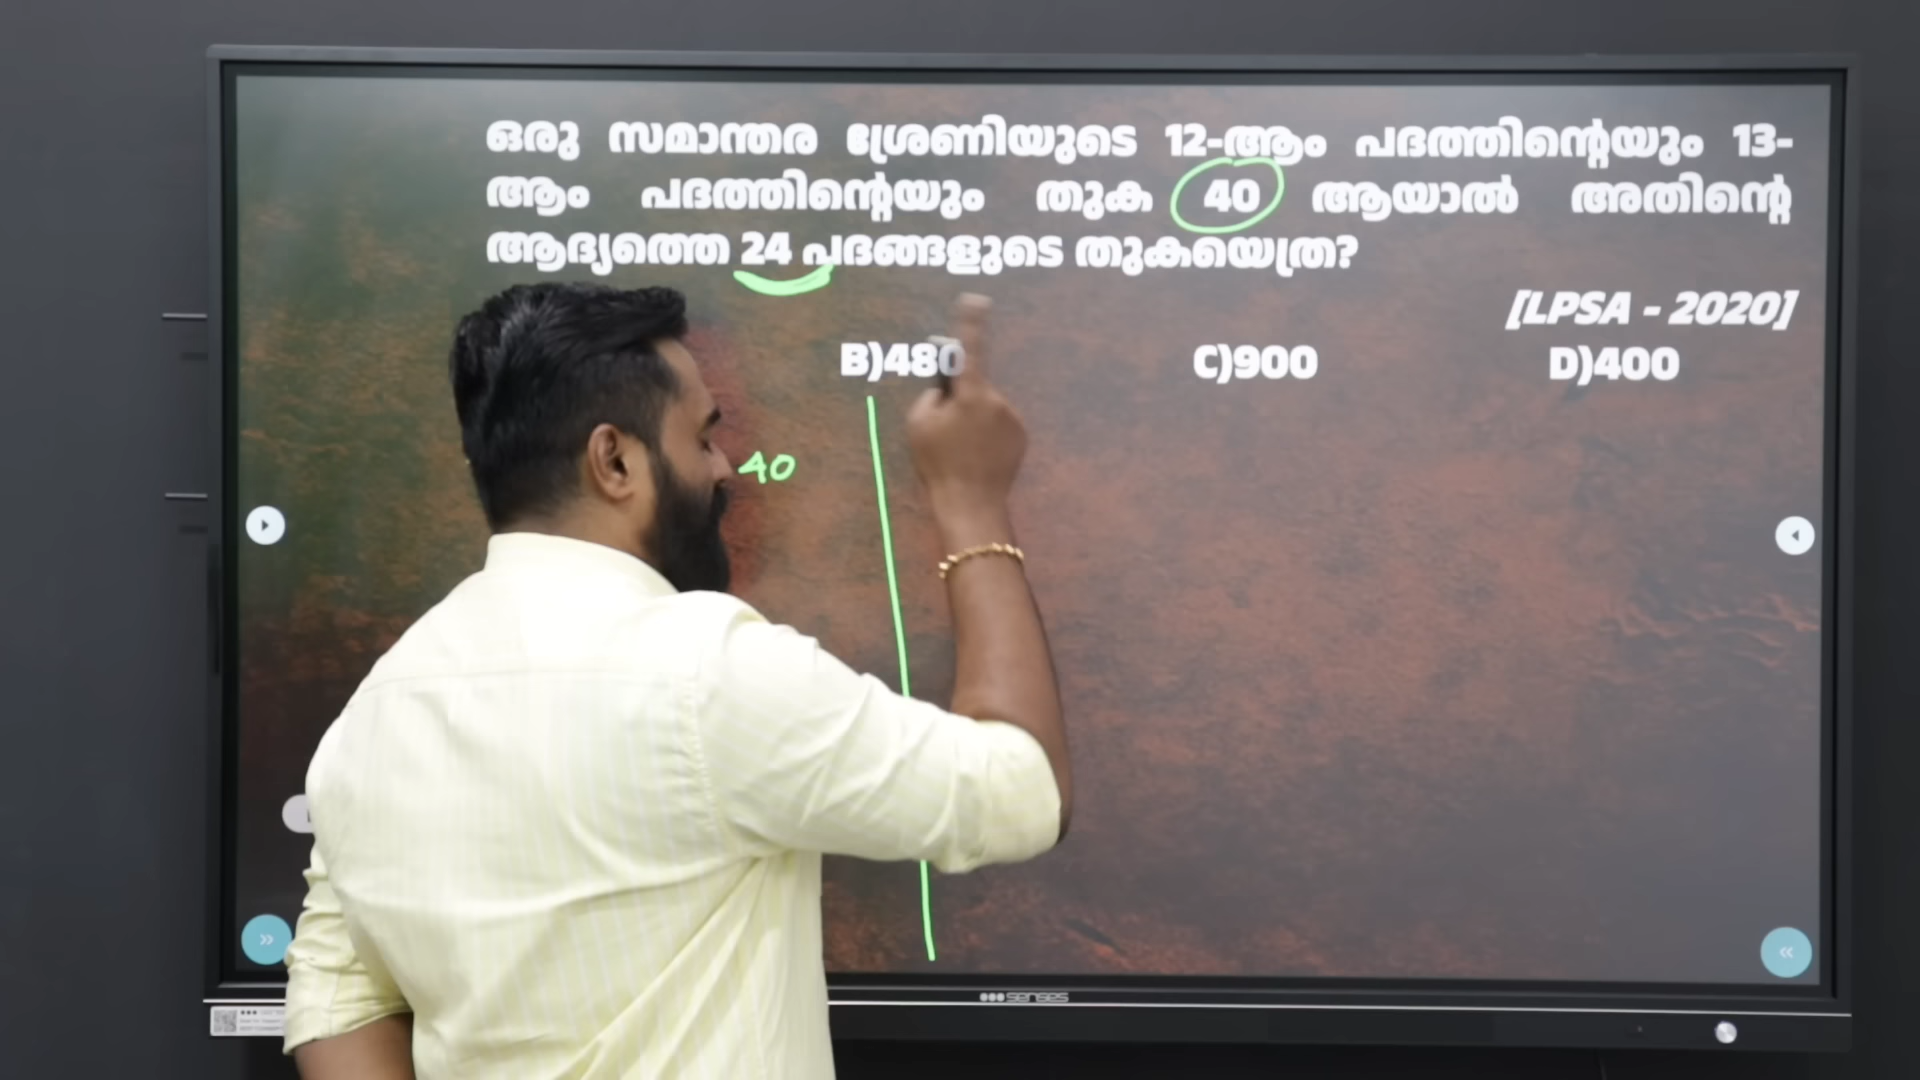 ഒരു സമാന്തര ശ്രേണിയുടെ 12-ആം പദത്തിന്റെയും 13-
ആം പദത്തിന്റെയും തുക 40 ആയാൽ അതിന്റെ
ആദ്യത്തെ 24 പദങ്ങളുടെ തുകയെത്ര?
[LPSA - 2020]
B)480 C)900 D)400
40
senses